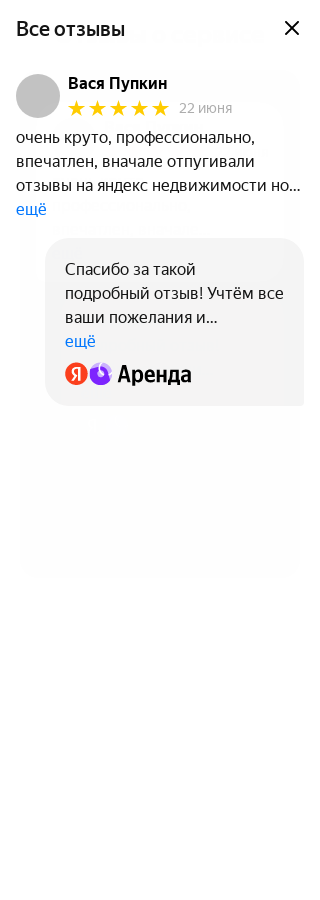 Все отзывы
Вася Пупкин
22 июня
очень круто, профессионально,
впечатлен, вначале отпугивали
отзывы на яндекс недвижимости но...
ещё
Спасибо за такой
подробный отзыв! Учтём все
ваши пожелания и...
ещё
Я Аренда